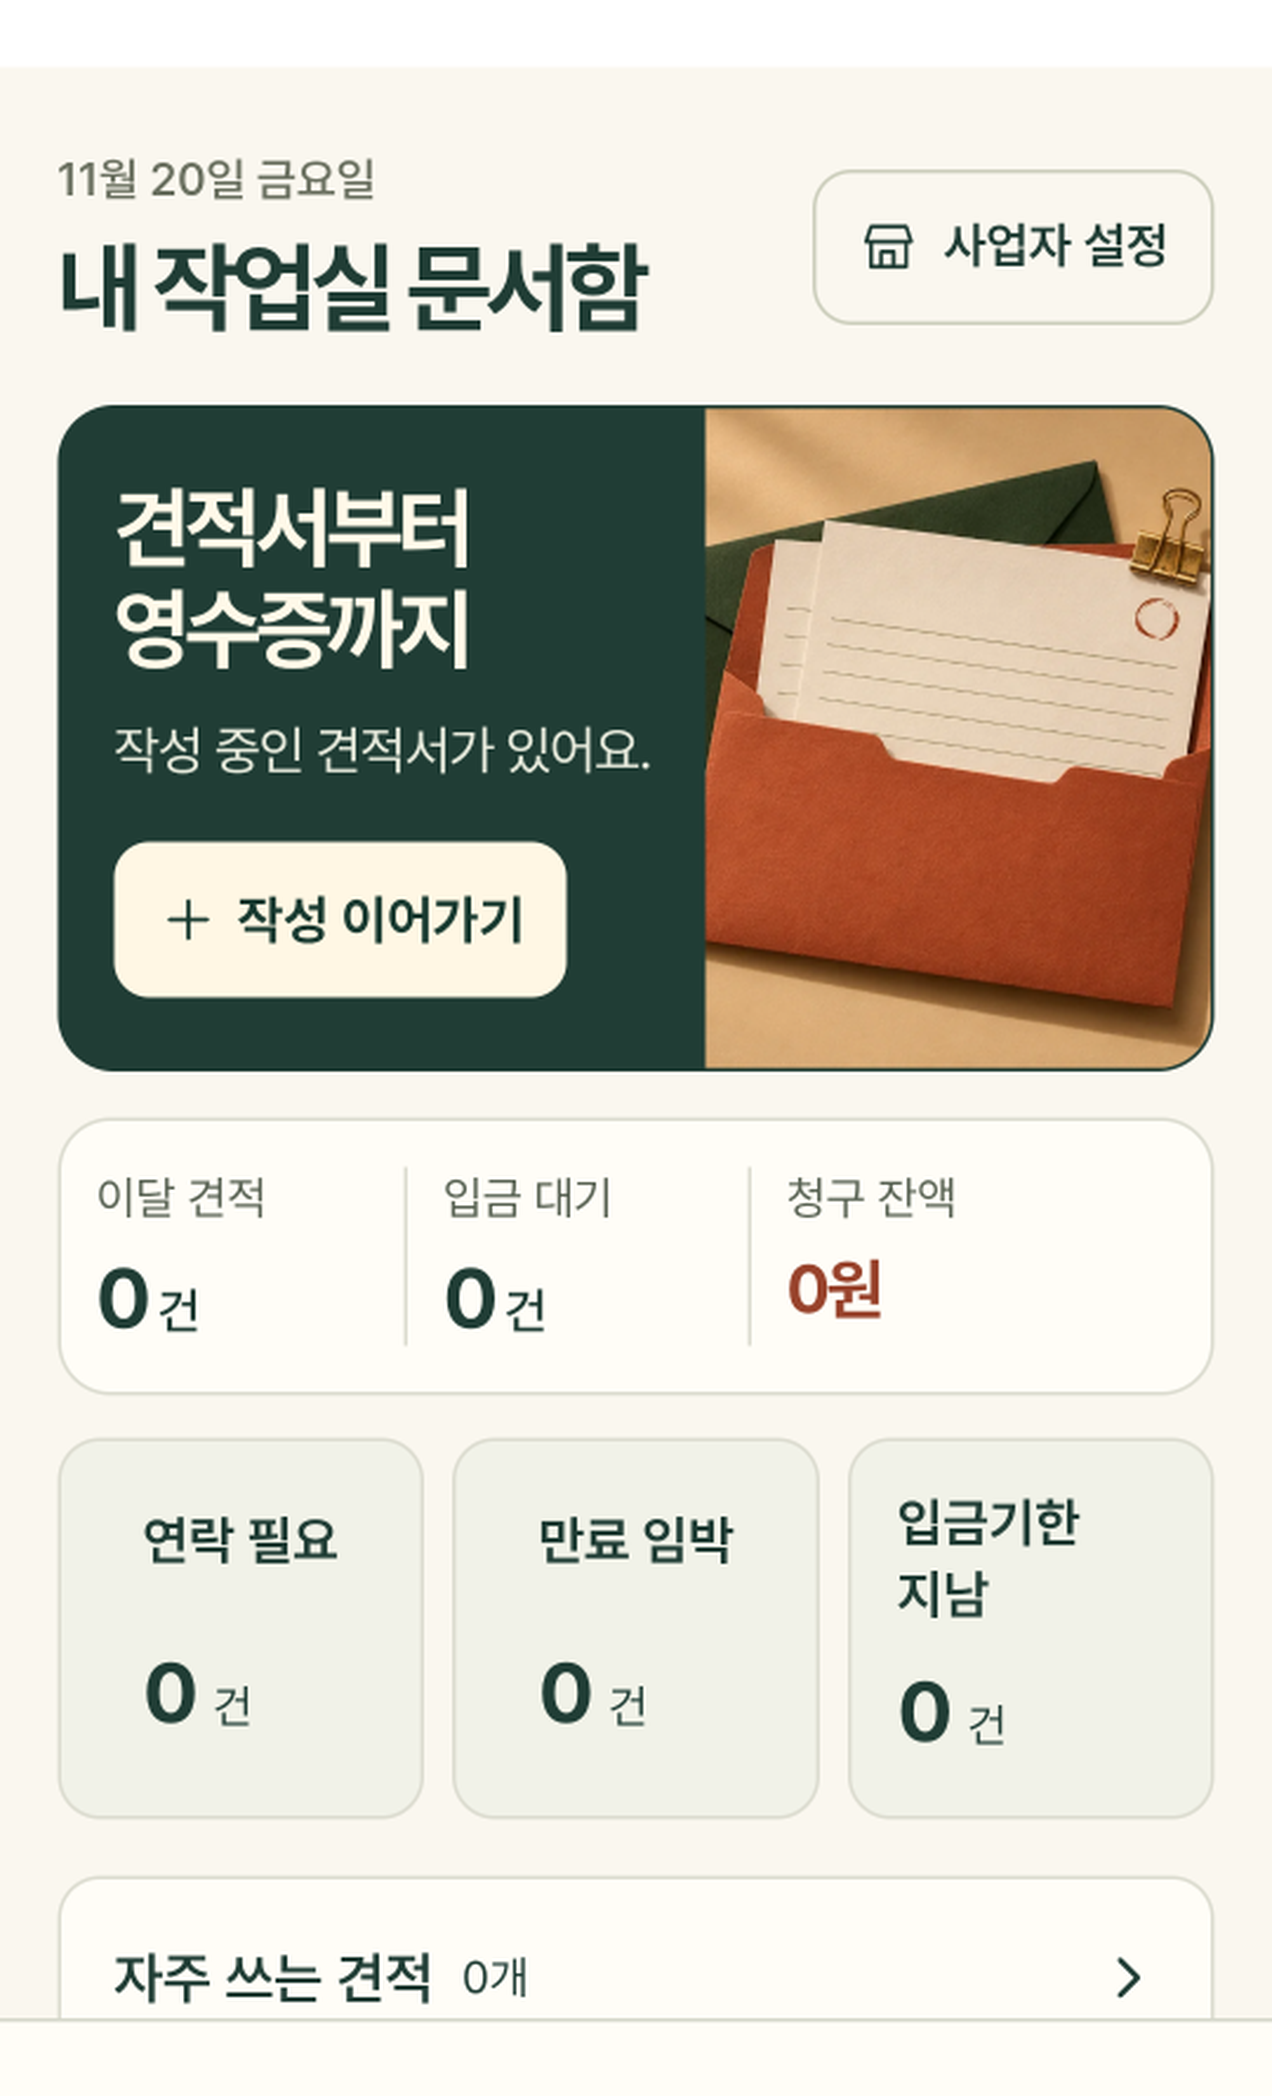 11월 20일 금요일
내 작업실 문서함
사업자 설정
견적서부터
영수증까지
작성 중인 견적서가 있어요.
+ 작성 이어가기
이달 견적
0건
입금 대기
0건
청구 잔액
0원
연락 필요
0 건
만료 임박
0 건
입금기한
지남
0 건
자주 쓰는 견적 0개